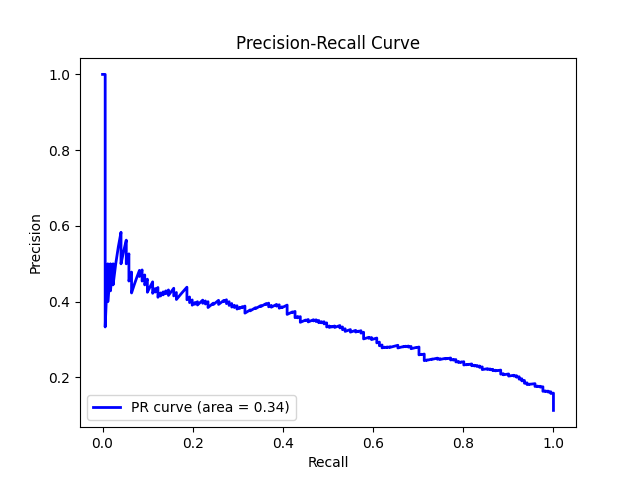 Precision-Recall Curve
1.0
0.8
0.6
0.4
0.2
Precision
PR curve (area = 0.34)
0.0 0.2 0.4 0.6 0.8 1.0
Recall